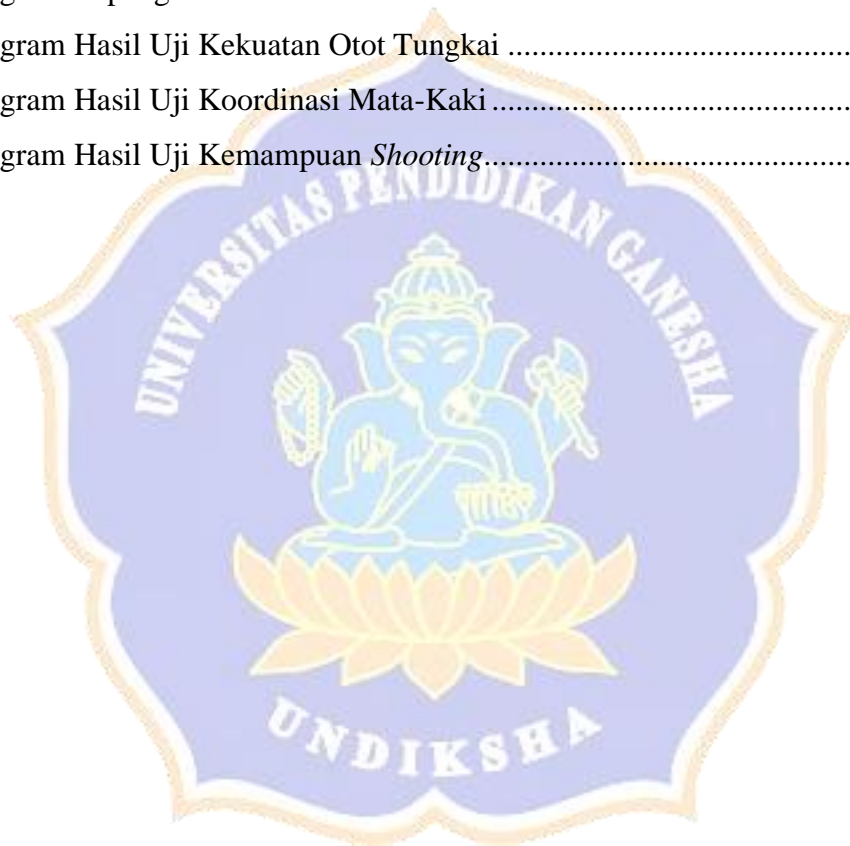 gram Hasil Uji Kekuatan Otot Tungkai ..........................................
gram Hasil Uji Koordinasi Mata-Kaki ............................................
gram Hasil Uji Kemampuan Shooting.............................................
UNIVERSITAS PENDIDIKAN GANESHA
UNDIKSHA